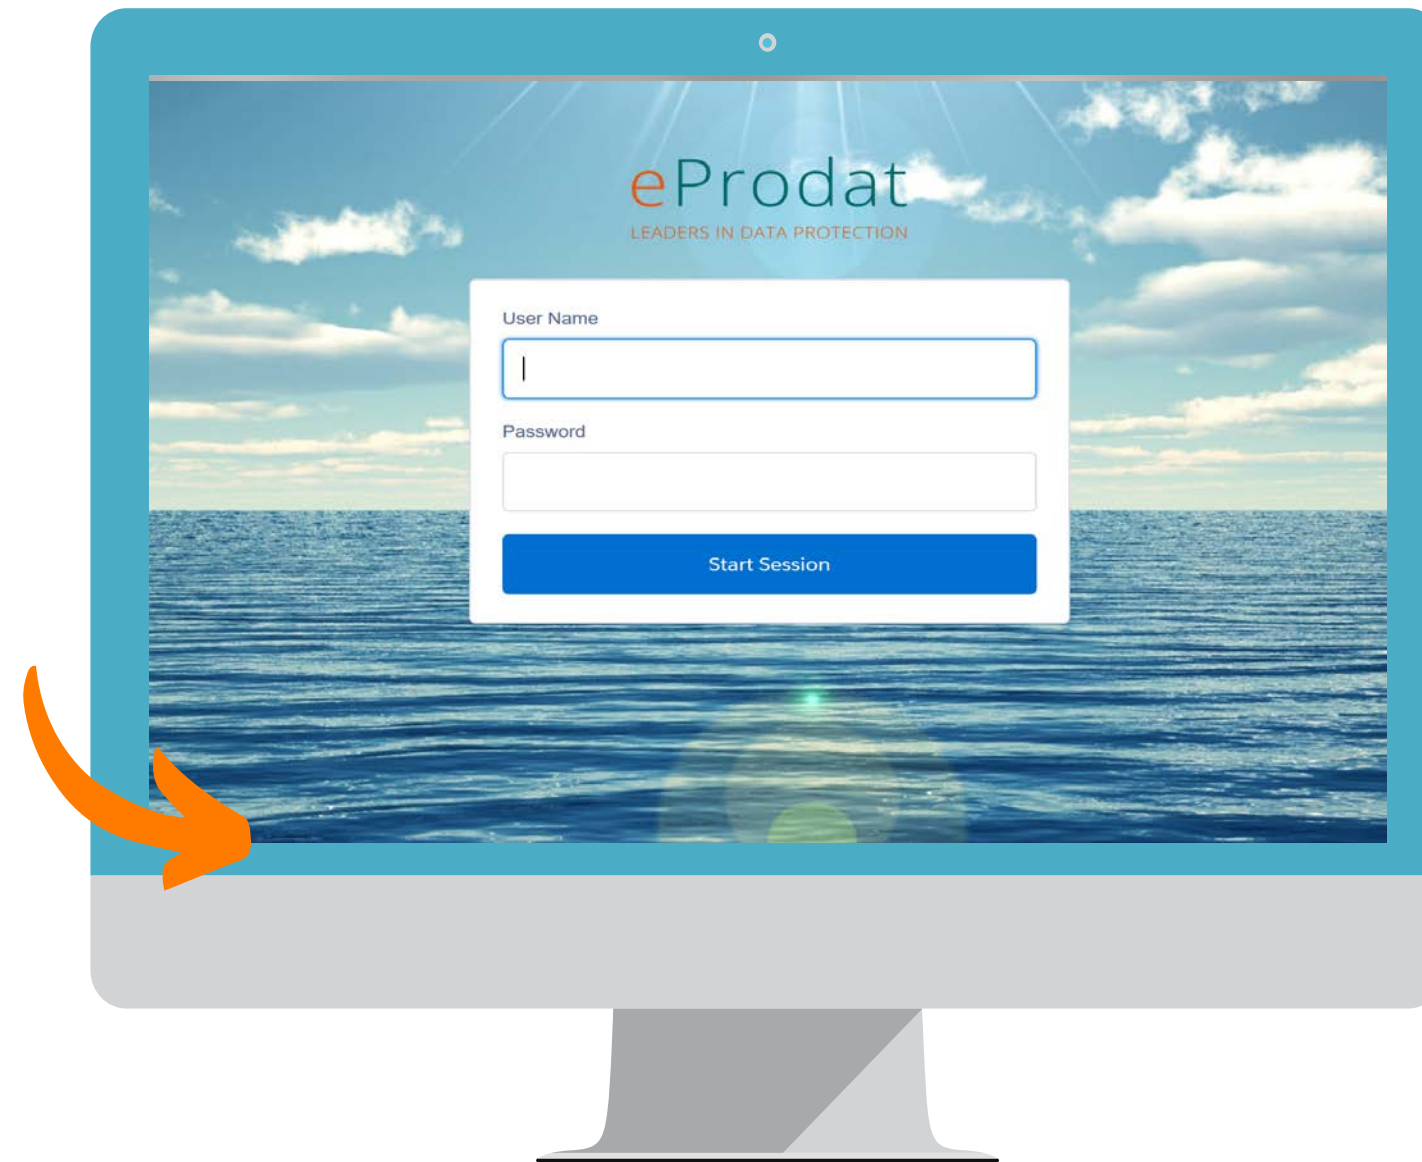 eProdat
LEADERS IN DATA PROTECTION
User Name
Password
Start Session